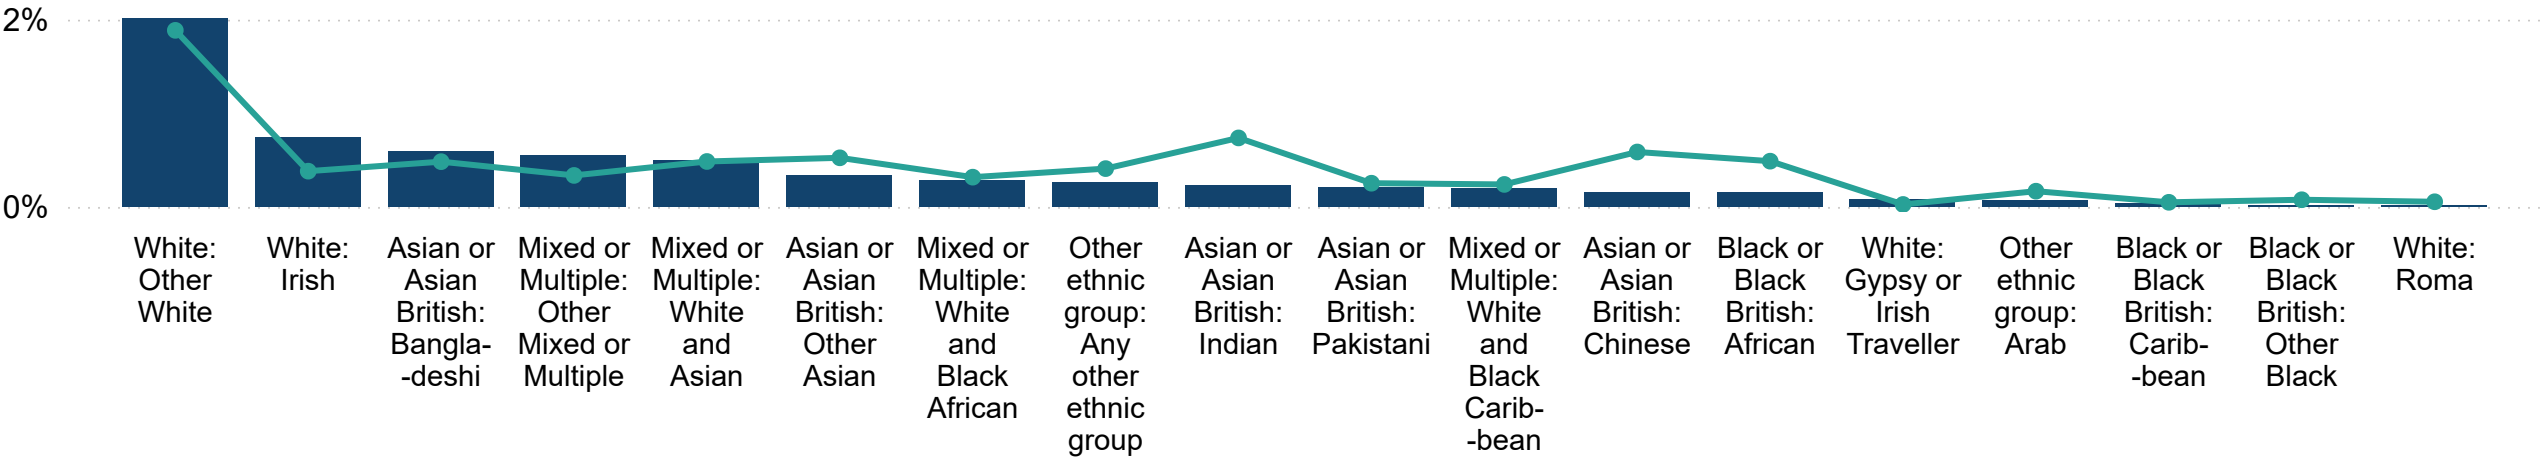 2%
0%
White:
Other
White
White:
Irish
Asian or
Asian
British:
Bangla-
-deshi
Mixed or
Multiple:
Other
Mixed or
Multiple
Mixed or
Multiple:
White
and
Asian
Asian or
Asian
British:
Other
Asian
Mixed or
Multiple:
White
and
Black
African
Other
ethnic
group:
Any
other
ethnic
group
Asian or
Asian
British:
Indian
Asian or
Asian
British:
Pakistani
Mixed or
Multiple:
White
and
Black
Carib-
-bean
Asian or
Asian
British:
Chinese
Black or
Black
British:
African
White:
Gypsy or
Irish
Traveller
Other
ethnic
group:
Arab
Black or
Black
British:
Carib-
-bean
Black or
Black
British:
Other
Black
White:
Roma